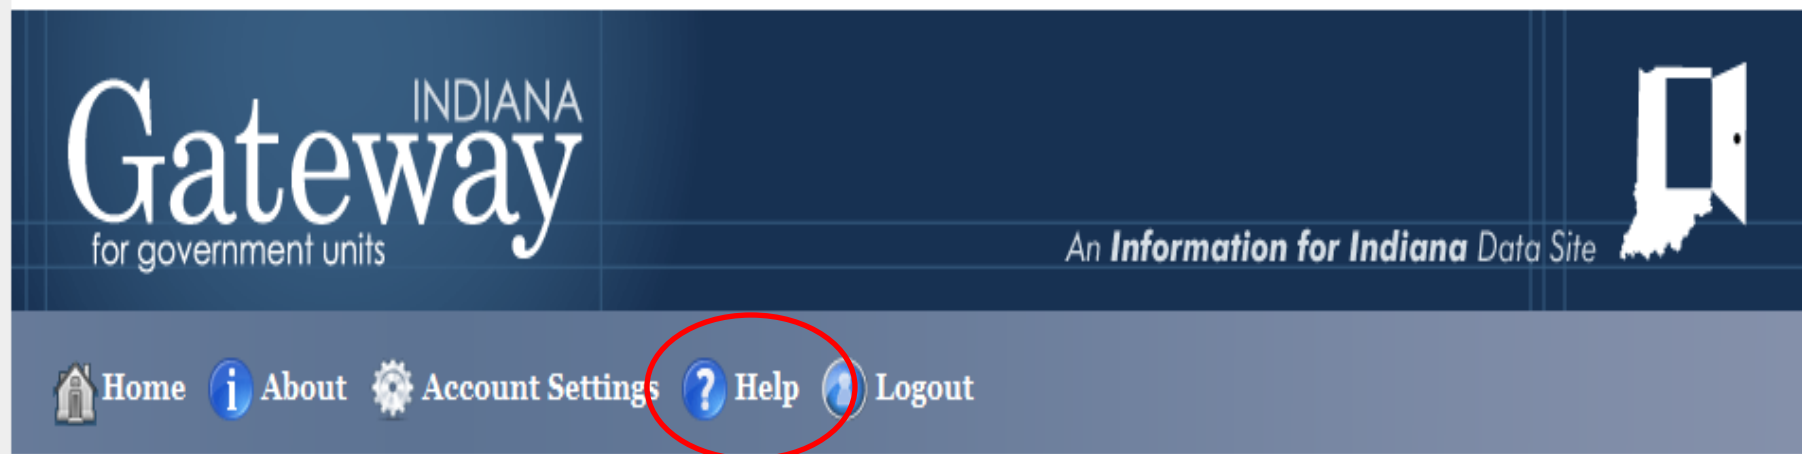 INDIANA
Gateway
for government units
An Information for Indiana Data Site
Home About Account Settings Help Logout